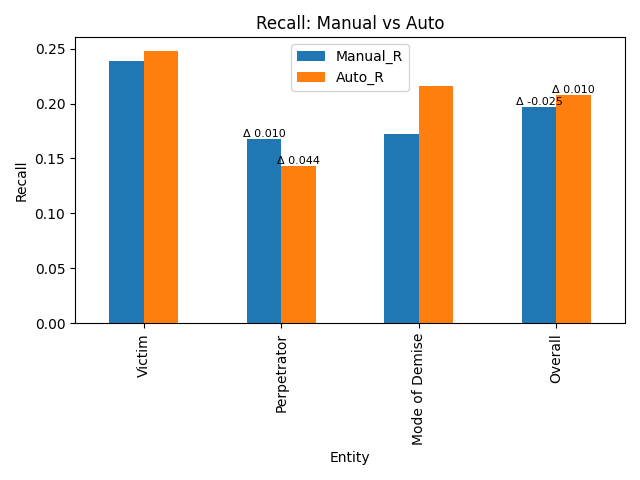 Recall: Manual vs Auto
Manual_R
Auto_R
Recall
0.25
0.20
0.15
0.10
0.05
0.00
Δ 0.010
Δ 0.044
Δ -0.025
Δ 0.010
Victim
Perpetrator
Mode of Demise
Overall
Entity